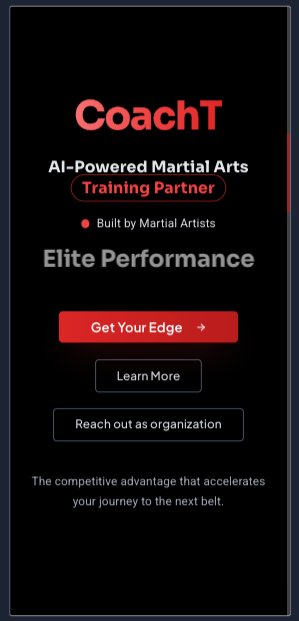 CoachT
AI-Powered Martial Arts
Training Partner
Built by Martial Artists
Elite Performance
Get Your Edge →
Learn More
Reach out as organization
The competitive advantage that accelerates
your journey to the next belt.